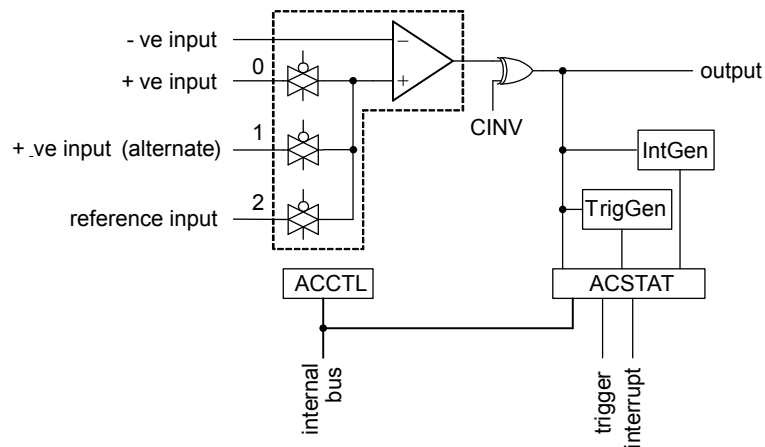 - ve input
0
+ ve input
−
+
output
CINV
1
+ ve input (alternate)
IntGen
2
reference input
TrigGen
ACCTL
ACSTAT
internal
bus
trigger
interrupt